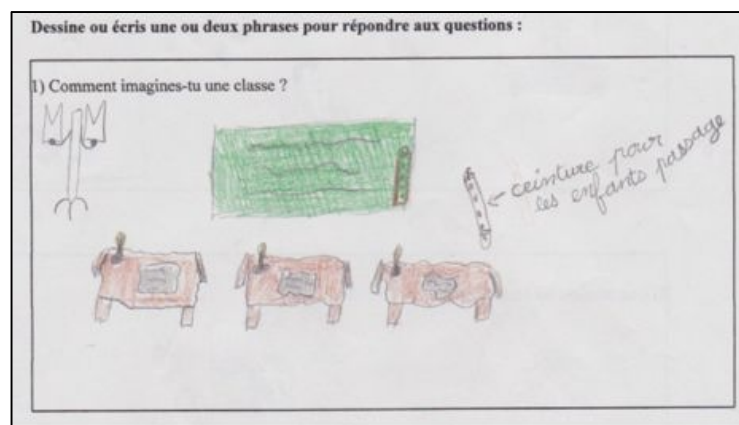 Dessine ou écris une ou deux phrases pour répondre aux questions :
1) Comment imagines-tu une classe ?
ceinture pour
les enfants passage